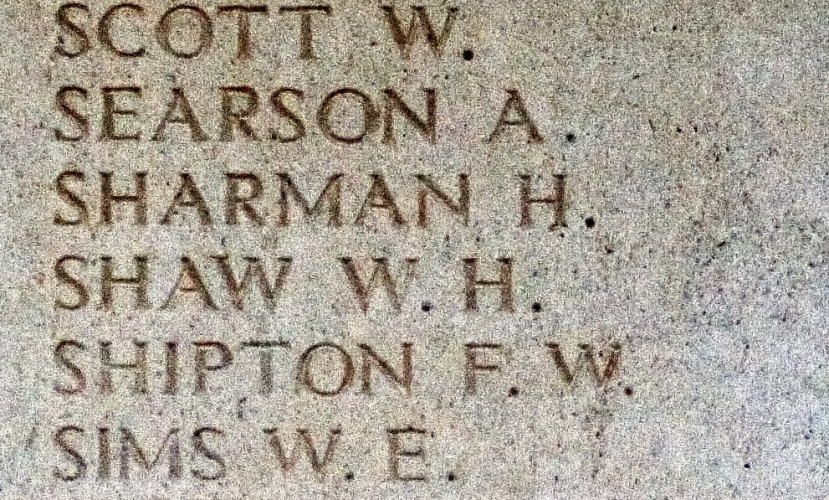 SCOTT W.
SEARSON A.
SHARMAN H.
SHAW W. H.
SHIPTON F. W.
SIMS W. E.